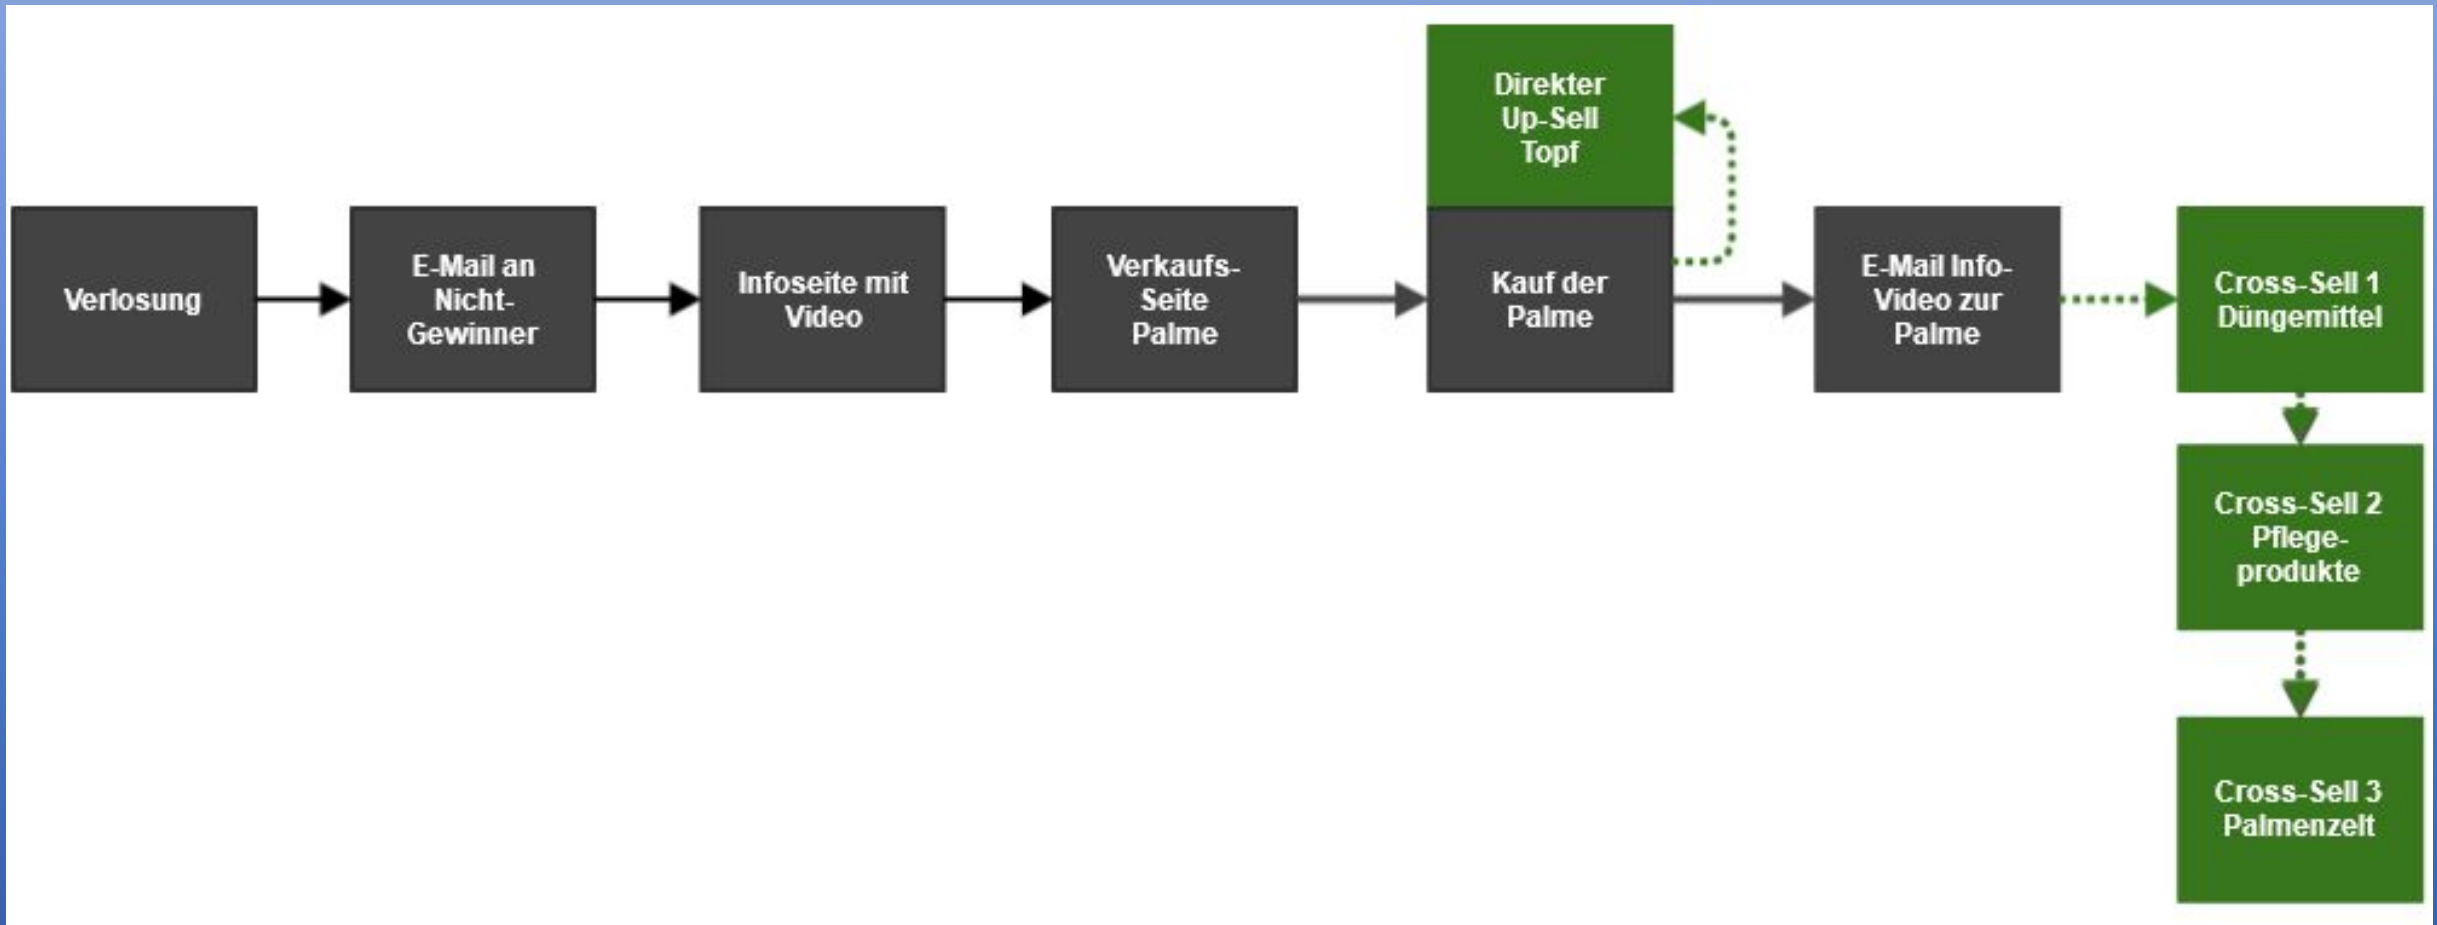 Direkter
Up-Sell
Topf
Verlosung
E-Mail an
Nicht-
Gewinner
Infoseite mit
Video
Verkaufs-
Seite
Palme
Kauf der
Palme
E-Mail Info-
Video zur
Palme
Cross-Sell 1
Düngemittel
Cross-Sell 2
Pflege-
produkte
Cross-Sell 3
Palmenzelt